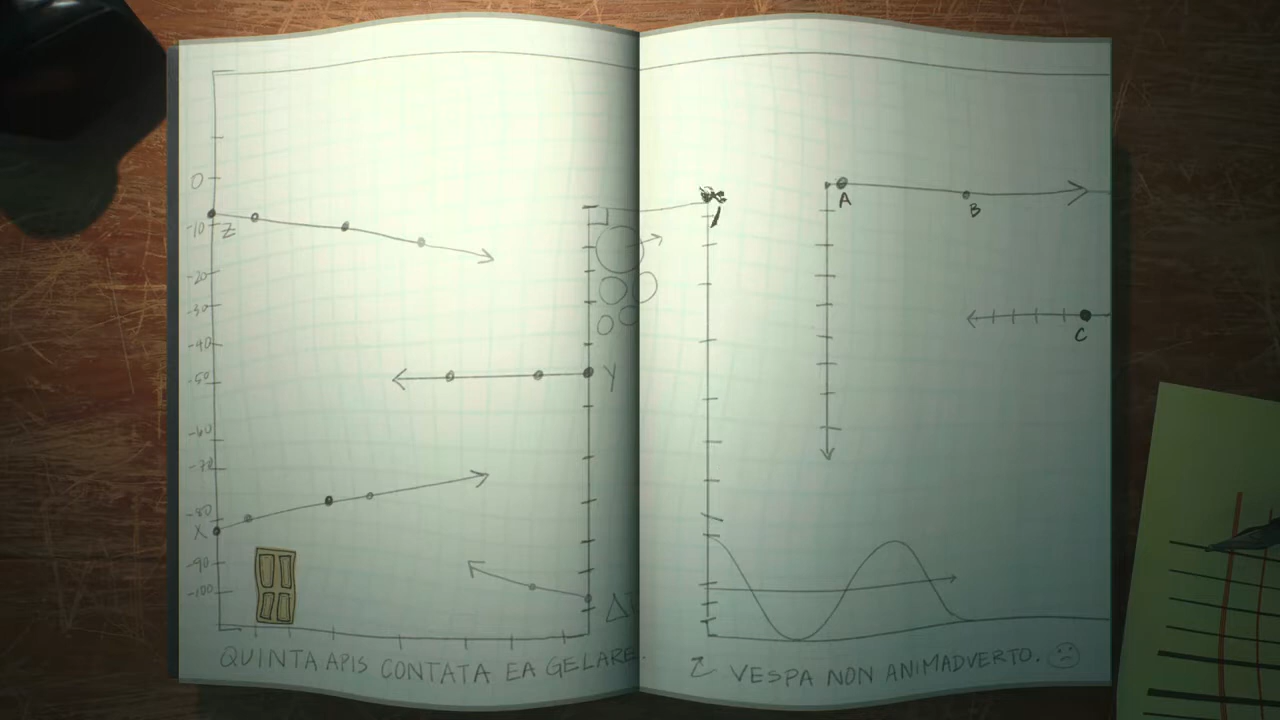 0
-10
Z
-20
-30
-40
-50
-60
-70
-80
X
-90
-100
Y
QUINTA APIS CONTATA EA GELARE.
1
A
B
C
Z VESPA NON ANIMADVERTO.